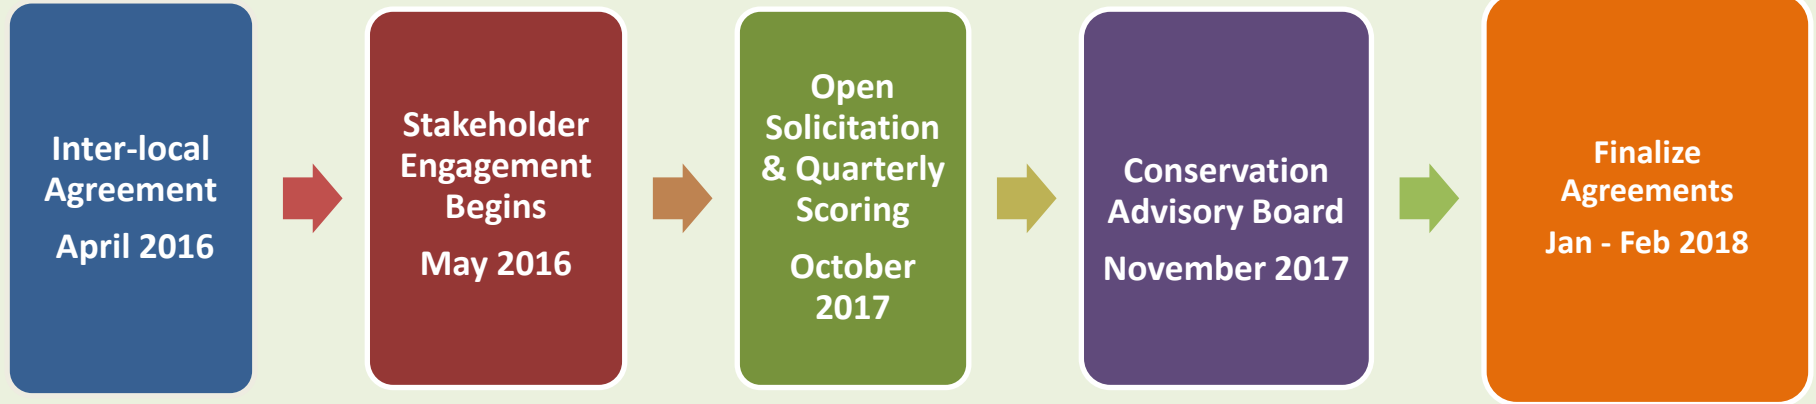 Inter-local
Agreement
April 2016
Stakeholder
Engagement
Begins
May 2016
Open
Solicitation
& Quarterly
Scoring
October
2017
Conservation
Advisory Board
November 2017
Finalize
Agreements
Jan - Feb 2018